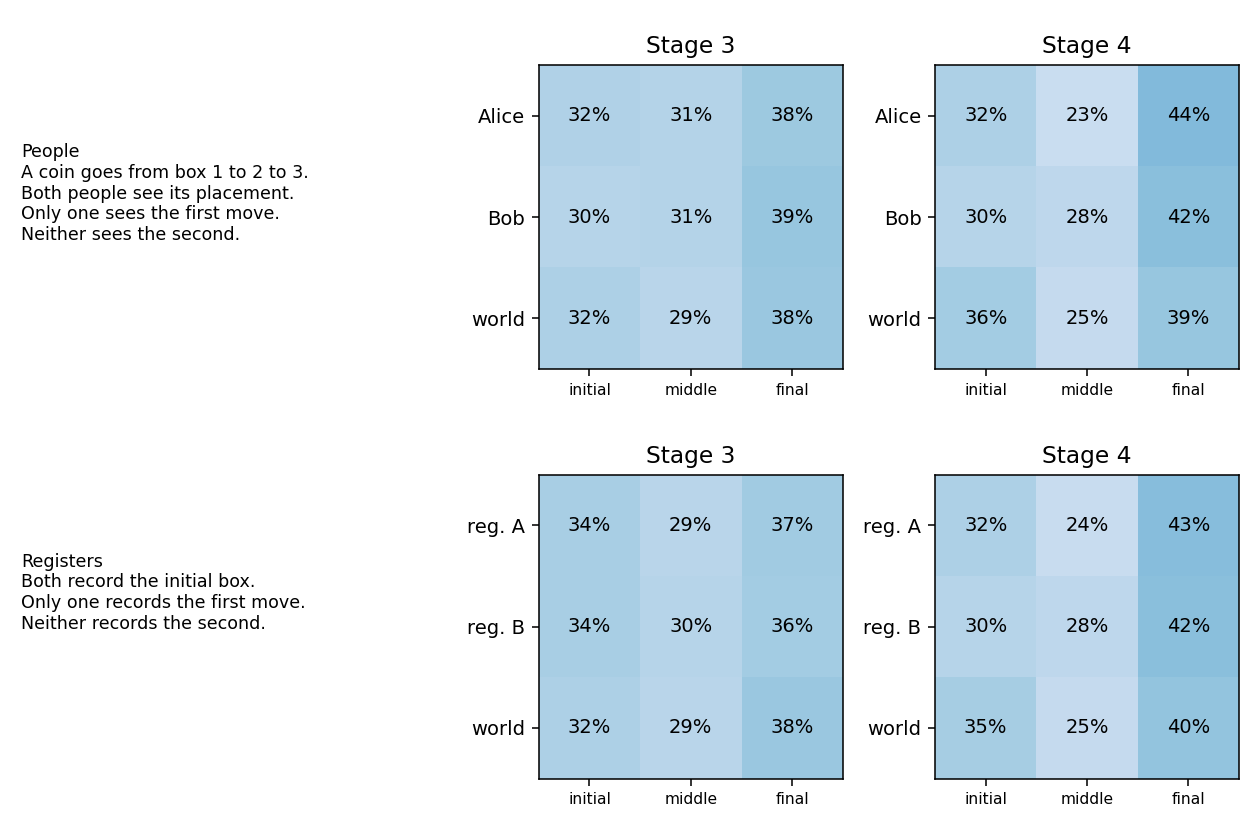 Stage 3
Stage 4
People
A coin goes from box 1 to 2 to 3.
Both people see its placement.
Only one sees the first move.
Neither sees the second.
Alice 32% 31% 38%
Bob 30% 31% 39%
world 32% 29% 38%
initial middle final
Alice 32% 23% 44%
Bob 30% 28% 42%
world 36% 25% 39%
initial middle final
Stage 3
Stage 4
Registers
Both record the initial box.
Only one records the first move.
Neither records the second.
reg. A 34% 29% 37%
reg. B 34% 30% 36%
world 32% 29% 38%
initial middle final
reg. A 32% 24% 43%
reg. B 30% 28% 42%
world 35% 25% 40%
initial middle final